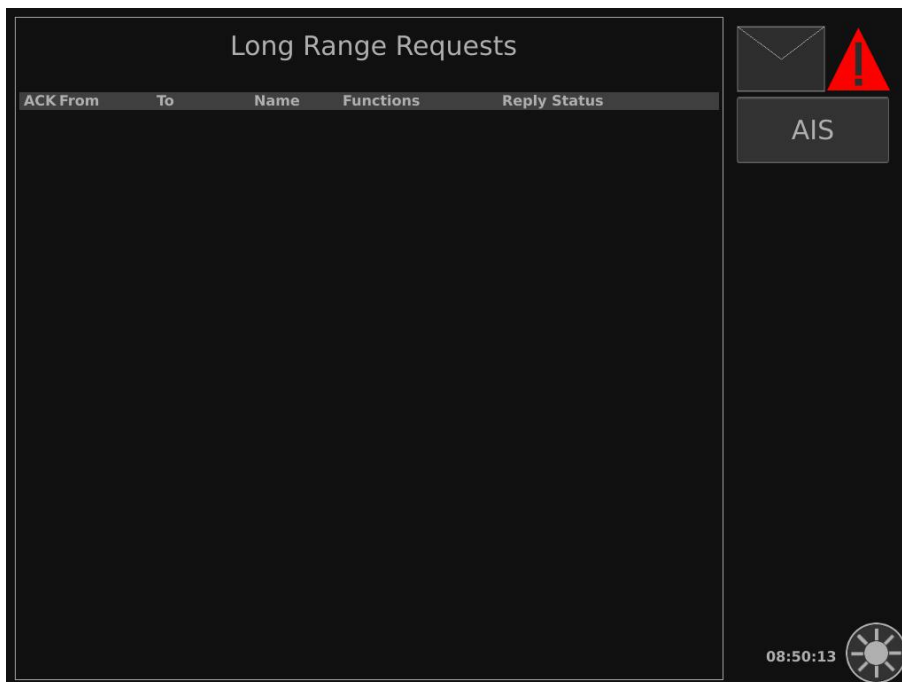 Long Range Requests
ACK From To Name Functions Reply Status
AIS
08:50:13